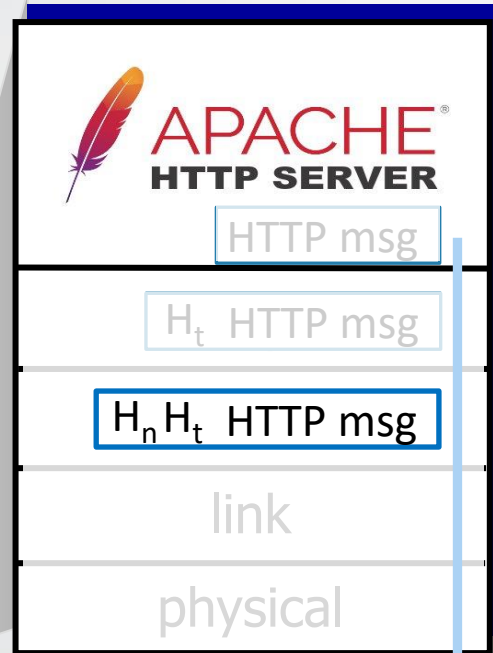 APACHE®
HTTP SERVER
HTTP msg
Ht HTTP msg
Hn Ht HTTP msg
link
physical